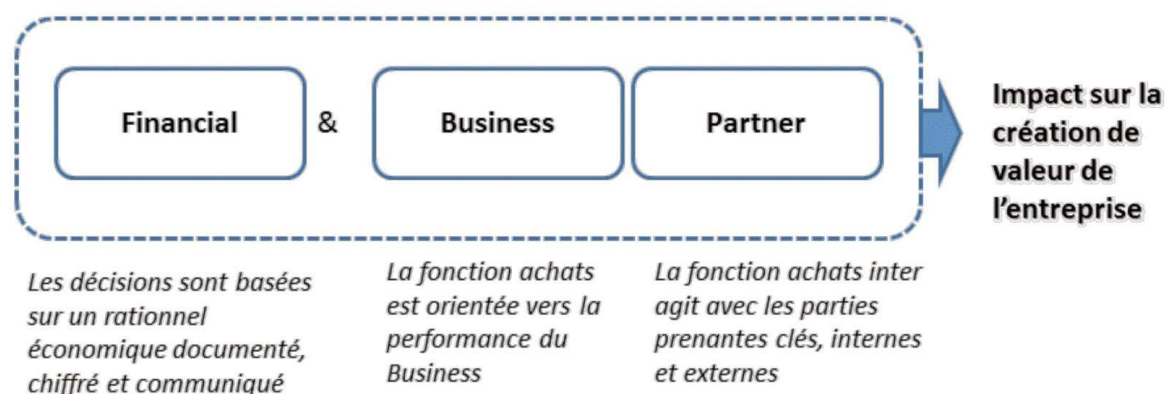 Financial
&
Business
Partner
Impact sur la
création de
valeur de
l'entreprise
Les décisions sont basées
sur un rationnel
économique documenté,
chiffré et communiqué
La fonction achats
est orientée vers la
performance du
Business
La fonction achats inter
agit avec les parties
prenantes clés, internes
et externes